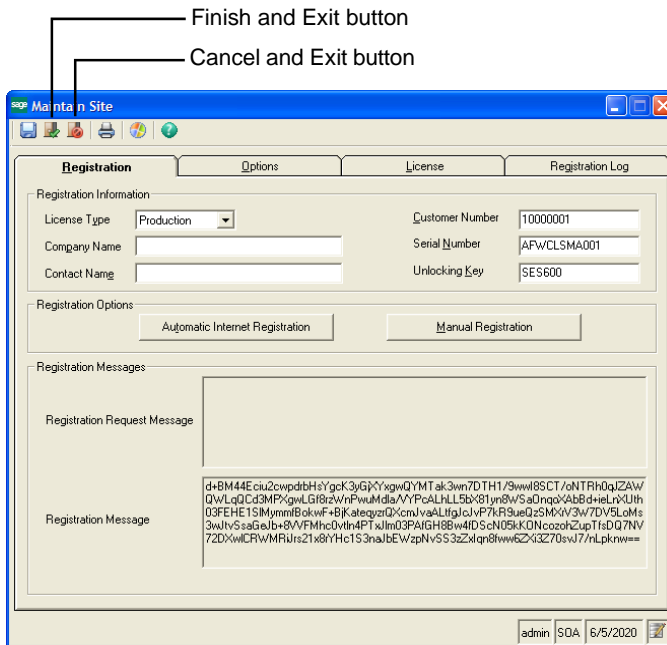 Finish and Exit button
Cancel and Exit button
sage Maintain Site
Registration Options License Registration Log
Registration Information
License Type Production Customer Number 10000001
Company Name Serial Number AFWCLSMA001
Contact Name Unlocking Key SES600
Registration Options
Automatic Internet Registration Manual Registration
Registration Messages
Registration Request Message
Registration Message
admin SOA 6/5/2020